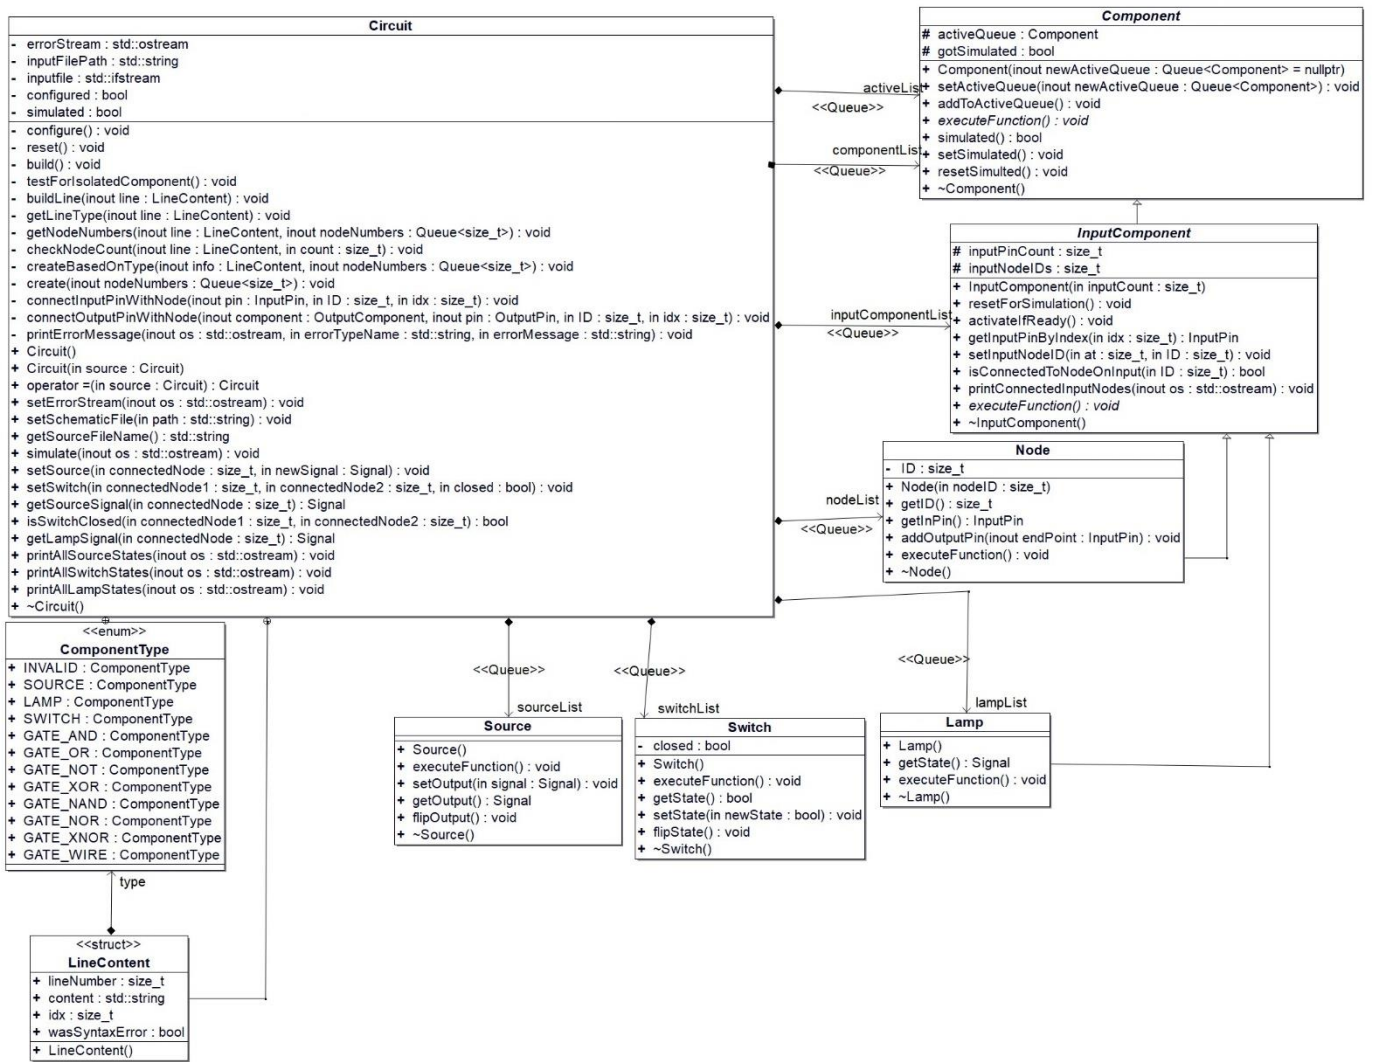 Circuit
- errorStream : std::ostream
- inputFilePath : std::string
- inputfile : std::ifstream
- configured : bool
- simulated : bool
- configure() : void
- reset() : void
- build() : void
- testForIsolatedComponent() : void
- buildLine(inout line : LineContent) : void
- getLineType(inout line : LineContent) : void
- getNodeNumbers(inout line : LineContent, inout nodeNumbers : Queue<size_t>) : void
- checkNodeCount(inout line : LineContent, in count : size_t) : void
- createBasedOnType(inout info : LineContent, inout nodeNumbers : Queue<size_t>) : void
- create(inout nodeNumbers : Queue<size_t>) : void
- connectInputPinWithNode(inout pin : InputPin, in ID : size_t, in idx : size_t) : void
- connectOutputPinWithNode(inout component : OutputComponent, inout pin : OutputPin, in ID : size_t, in idx : size_t) : void
- printErrorMessage(inout os : std::ostream, in errorTypeName : std::string, in errorMessage : std::string) : void
+ Circuit()
+ Circuit(in source : Circuit)
+ operator =(in source : Circuit) : Circuit
+ setErrorStream(inout os : std::ostream) : void
+ setSchematicFile(in path : std::string) : void
+ getSourceFileName() : std::string
+ simulate(inout os : std::ostream) : void
+ setSource(in connectedNode : size_t, in newSignal : Signal) : void
+ setSwitch(in connectedNode1 : size_t, in connectedNode2 : size_t, in closed : bool) : void
+ getSourceSignal(in connectedNode : size_t) : Signal
+ isSwitchClosed(in connectedNode1 : size_t, in connectedNode2 : size_t) : bool
+ getLampSignal(in connectedNode : size_t) : Signal
+ printAllSourceStates(inout os : std::ostream) : void
+ printAllSwitchStates(inout os : std::ostream) : void
+ printAllLampStates(inout os : std::ostream) : void
+ ~Circuit()
activeList
<<Queue>>
componentList
<<Queue>>
inputComponentList
<<Queue>>
nodeList
<<Queue>>
Component
# activeQueue : Component
# gotSimulated : bool
+ Component(inout newActiveQueue : Queue<Component> = nullptr)
+ setActiveQueue(inout newActiveQueue : Queue<Component>) : void
+ addToActiveQueue() : void
+ executeFunction() : void
+ simulated() : bool
+ setSimulated() : void
+ resetSimulted() : void
+ ~Component()
InputComponent
# inputPinCount : size_t
# inputNodeIDs : size_t
+ InputComponent(in inputCount : size_t)
+ resetForSimulation() : void
+ activateIfReady() : void
+ getInputPinByIndex(in idx : size_t) : InputPin
+ setInputNodeID(in at : size_t, in ID : size_t) : void
+ isConnectedToNodeOnInput(in ID : size_t) : bool
+ printConnectedInputNodes(inout os : std::ostream) : void
+ executeFunction() : void
+ ~InputComponent()
Node
- ID : size_t
+ Node(in nodeID : size_t)
+ getID() : size_t
+ getInPin() : InputPin
+ addOutputPin(inout endPoint : InputPin) : void
+ executeFunction() : void
+ ~Node()
<<enum>>
ComponentType
+ INVALID : ComponentType
+ SOURCE : ComponentType
+ LAMP : ComponentType
+ SWITCH : ComponentType
+ GATE_AND : ComponentType
+ GATE_OR : ComponentType
+ GATE_NOT : ComponentType
+ GATE_XOR : ComponentType
+ GATE_NAND : ComponentType
+ GATE_NOR : ComponentType
+ GATE_XNOR : ComponentType
+ GATE_WIRE : ComponentType
type
<<struct>>
LineContent
+ lineNumber : size_t
+ content : std::string
+ idx : size_t
+ wasSyntaxError : bool
+ LineContent()
<<Queue>>
sourceList
Source
+ Source()
+ executeFunction() : void
+ setOutput(in signal : Signal) : void
+ getOutput() : Signal
+ flipOutput() : void
+ ~Source()
<<Queue>>
switchList
Switch
- closed : bool
+ Switch()
+ executeFunction() : void
+ getState() : bool
+ setState(in newState : bool) : void
+ flipState() : void
+ ~Switch()
<<Queue>>
lampList
Lamp
+ Lamp()
+ getState() : Signal
+ executeFunction() : void
+ ~Lamp()